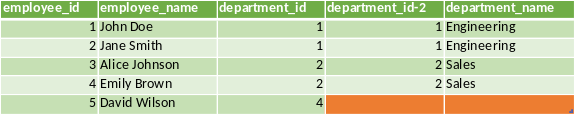 employee_id employee_name department_id department_id-2 department_name
1 John Doe 1 1 Engineering
2 Jane Smith 1 1 Engineering
3 Alice Johnson 2 2 Sales
4 Emily Brown 2 2 Sales
5 David Wilson 4